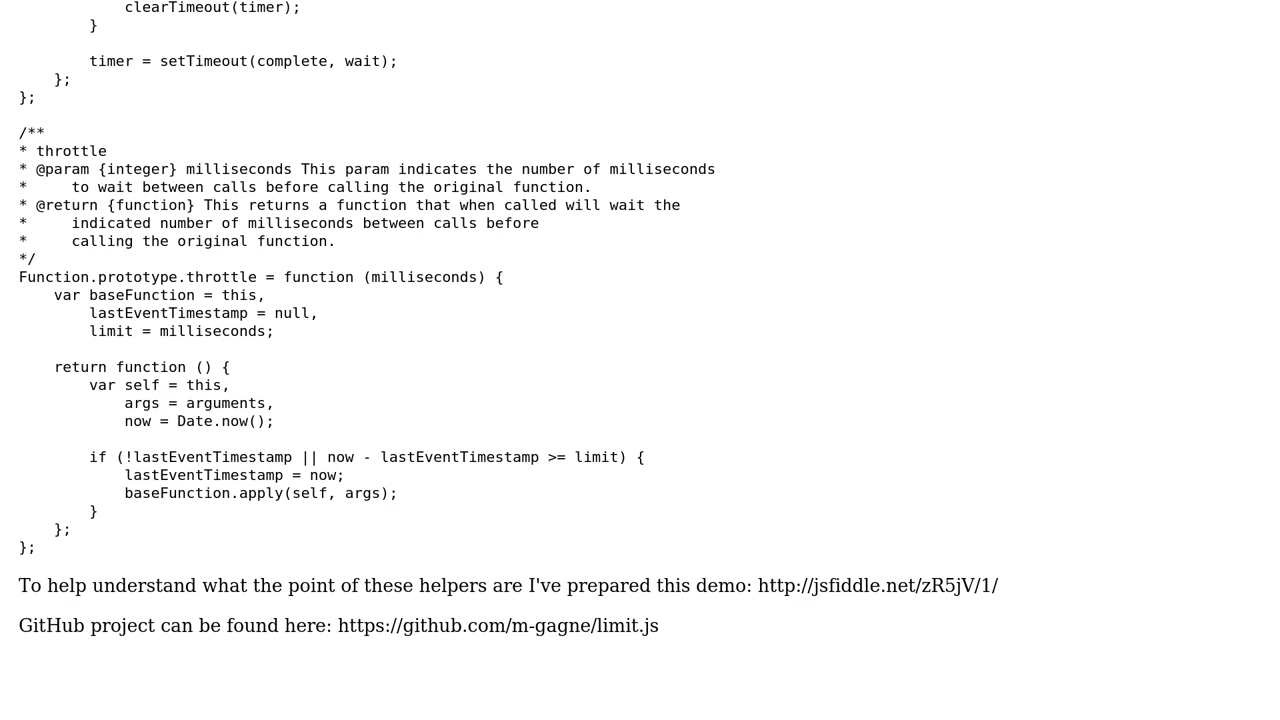 clearTimeout(timer);
        }

        timer = setTimeout(complete, wait);
    };
};

/**
* throttle
* @param {integer} milliseconds This param indicates the number of milliseconds
*     to wait between calls before calling the original function.
* @return {function} This returns a function that when called will wait the
*     indicated number of milliseconds between calls before
*     calling the original function.
*/
Function.prototype.throttle = function (milliseconds) {
    var baseFunction = this,
        lastEventTimestamp = null,
        limit = milliseconds;

    return function () {
        var self = this,
            args = arguments,
            now = Date.now();

        if (!lastEventTimestamp || now - lastEventTimestamp >= limit) {
            lastEventTimestamp = now;
            baseFunction.apply(self, args);
        }
    };
};
To help understand what the point of these helpers are I've prepared this demo: http://jsfiddle.net/zR5jV/1/
GitHub project can be found here: https://github.com/m-gagne/limit.js